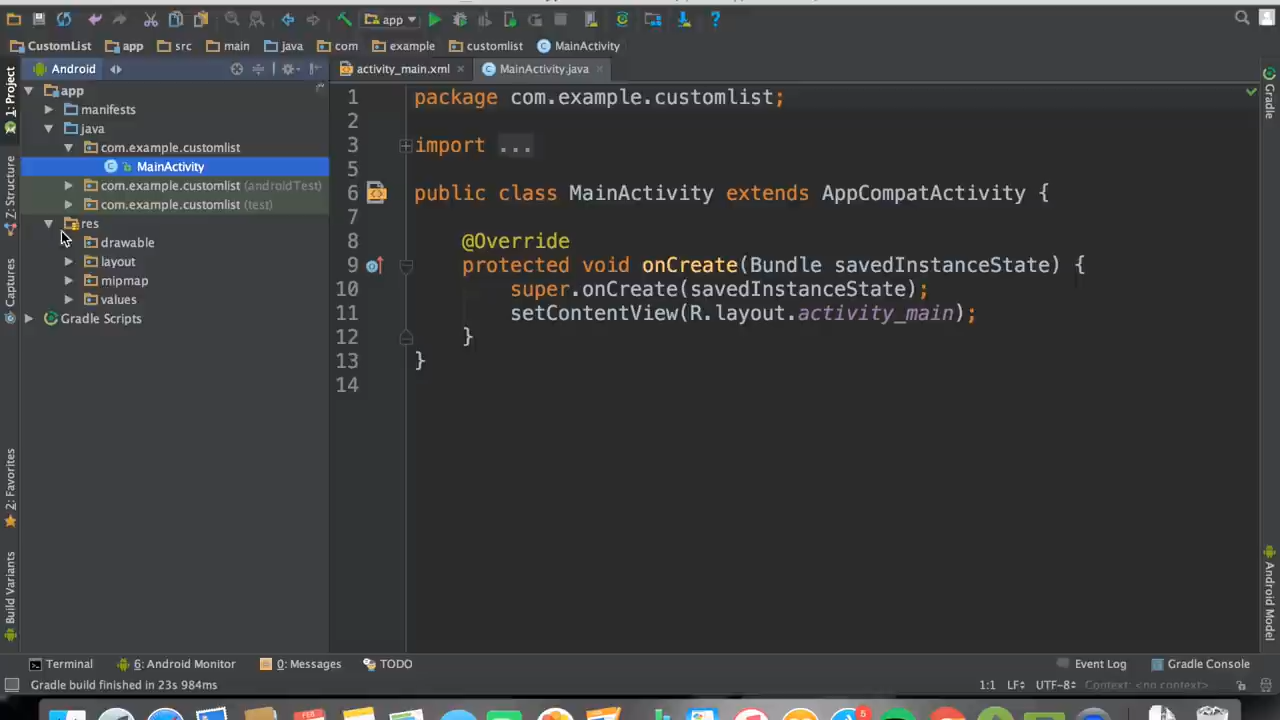 app
CustomList app src main java com example customlist MainActivity
1: Project
Z: Structure
Captures
2: Favorites
Build Variants
Android
app
manifests
java
com.example.customlist
MainActivity
com.example.customlist (androidTest)
com.example.customlist (test)
res
drawable
layout
mipmap
values
Gradle Scripts
activity_main.xml MainActivity.java
1 package com.example.customlist;
2
3 import ...
5
6 public class MainActivity extends AppCompatActivity {
7
8 @Override
9 protected void onCreate(Bundle savedInstanceState) {
10 super.onCreate(savedInstanceState);
11 setContentView(R.layout.activity_main);
12 }
13 }
14
Gradle
Android Model
Terminal 6: Android Monitor 0: Messages TODO Event Log Gradle Console
Gradle build finished in 23s 984ms 1:1 LF UTF-8 Context: <no context>
FEB 5